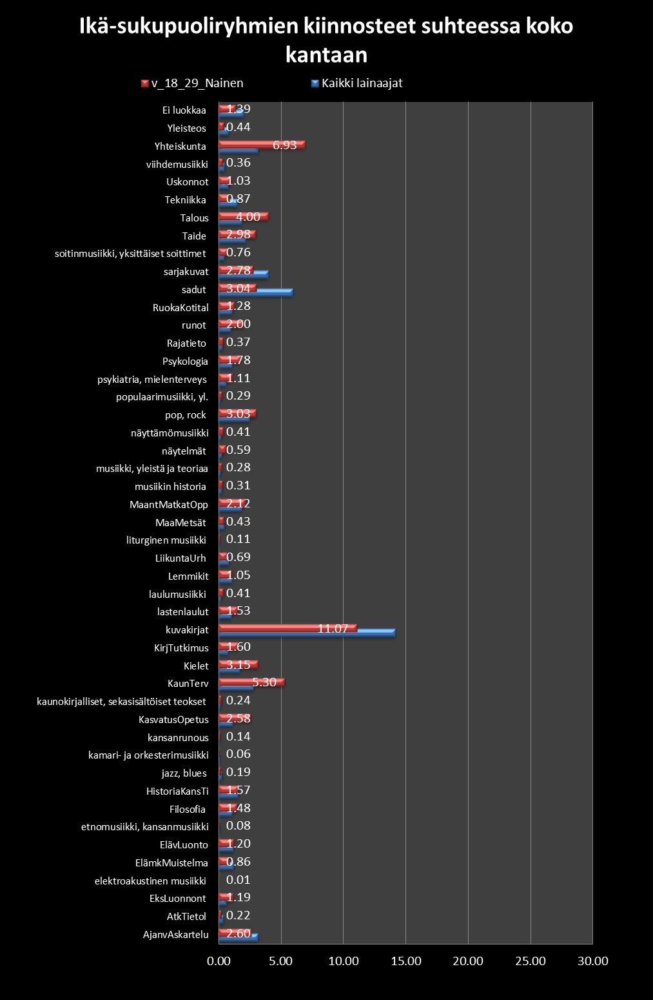 Ikä-sukupuoliryhmien kiinnosteet suhteessa koko
kantaan
v_18_29_Nainen Kaikki lainaajat
Ei luokkaa 1.39
Yleisteos 0.44
Yhteiskunta 6.93
viihdemusiikki 0.36
Uskonnot 1.03
Tekniikka 0.87
Talous 4.00
Taide 2.98
soitinmusiikki, yksittäiset soittimet 0.76
sarjakuvat 2.78
sadut 3.04
RuokaKotital 1.28
runot 2.00
Rajatieto 0.37
Psykologia 1.78
psykiatria, mielenterveys 1.11
populaarimusiikki, yl. 0.29
pop, rock 3.03
näyttämömusiikki 0.41
näytelmät 0.59
musiikki, yleistä ja teoriaa 0.28
musiikin historia 0.31
MaantMatkatOpp 2.12
MaaMetsät 0.43
liturginen musiikki 0.11
LiikuntaUrh 0.69
Lemmikit 1.05
laulumusiikki 0.41
lastenlaulut 1.53
kuvakirjat 11.07
KirjTutkimus 1.60
Kielet 3.15
KaunTerv 5.30
kaunokirjalliset, sekasisältöiset teokset 0.24
KasvatusOpetus 2.58
kansanrunous 0.14
kamari- ja orkesterimusiikki 0.06
jazz, blues 0.19
HistoriaKansTi 1.57
Filosofia 1.48
etnomusiikki, kansanmusiikki 0.08
ElävLuonto 1.20
ElämkMuistelma 0.86
elektroakustinen musiikki 0.01
EksLuonnont 1.19
AtkTietol 0.22
AjanvAskartelu 2.60
0.00 5.00 10.00 15.00 20.00 25.00 30.00